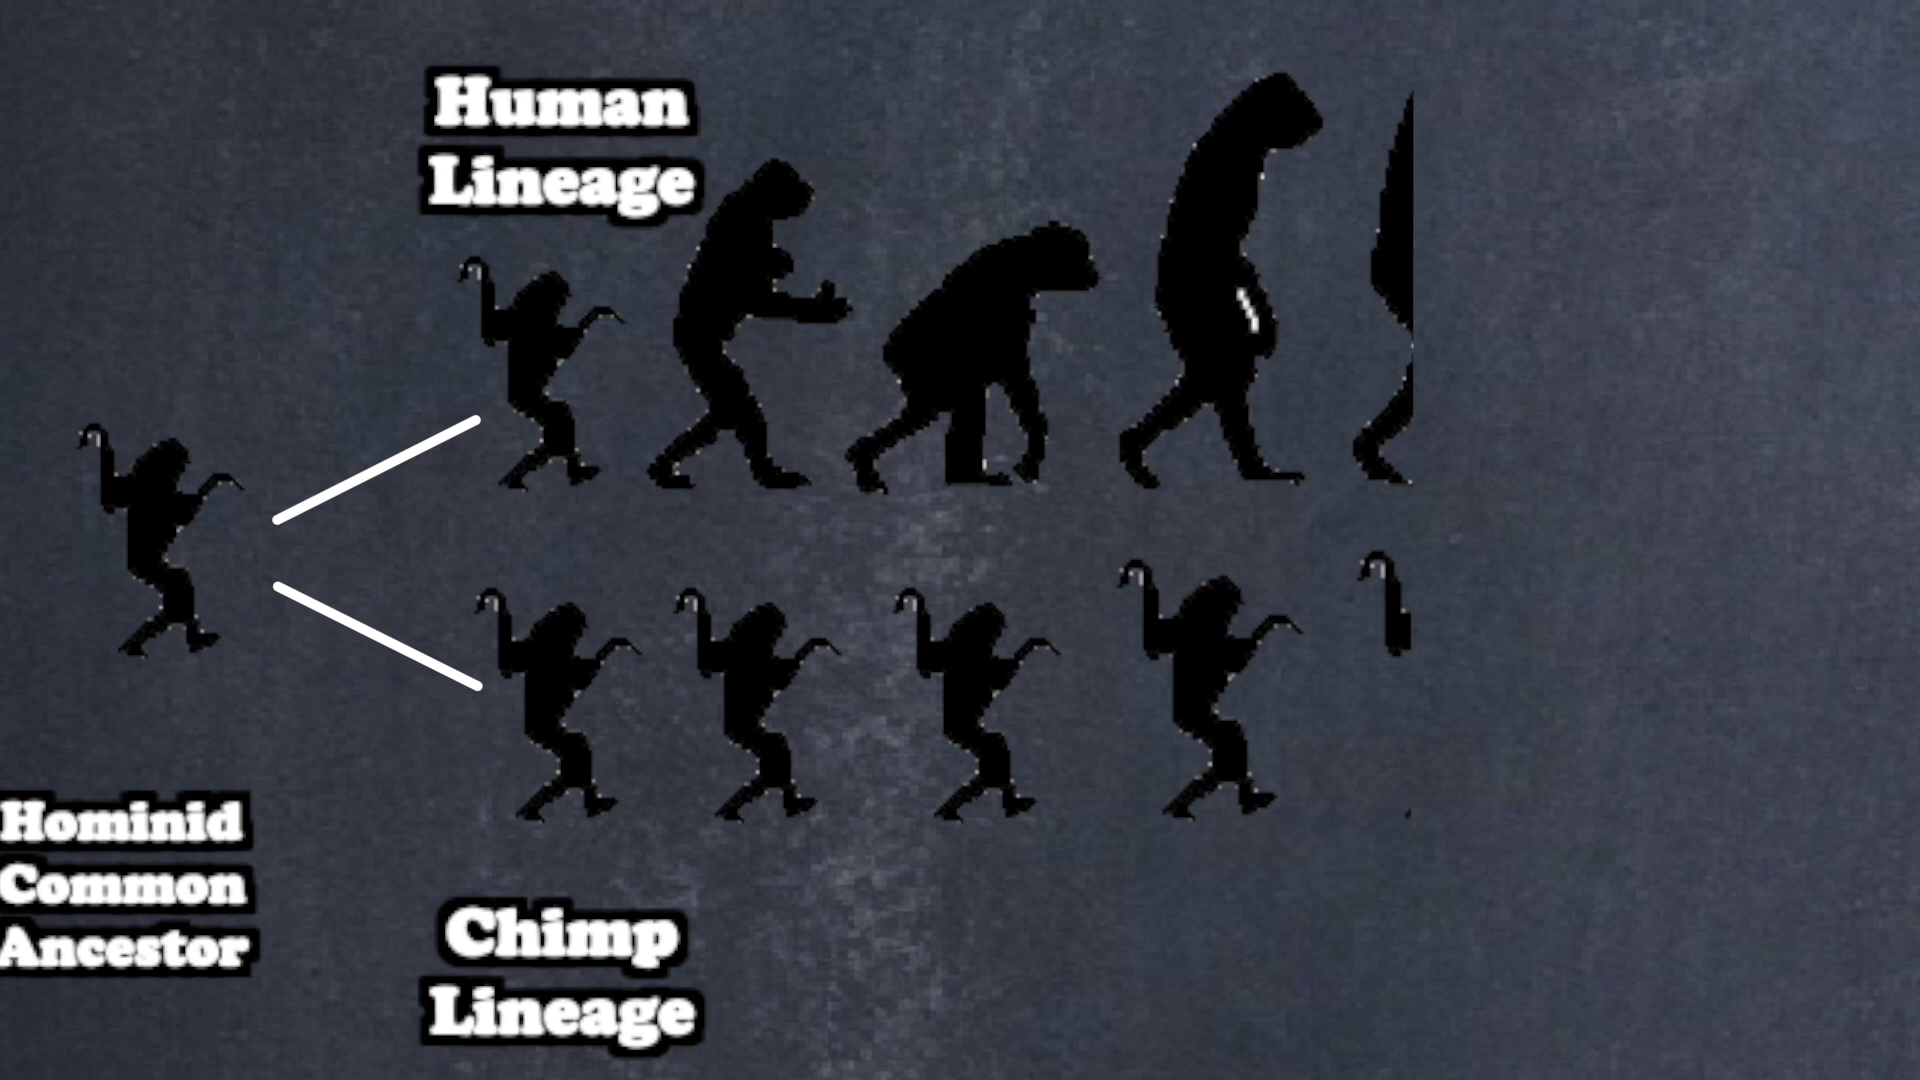 Human
Lineage
Hominid
Common
Ancestor
Chimp
Lineage